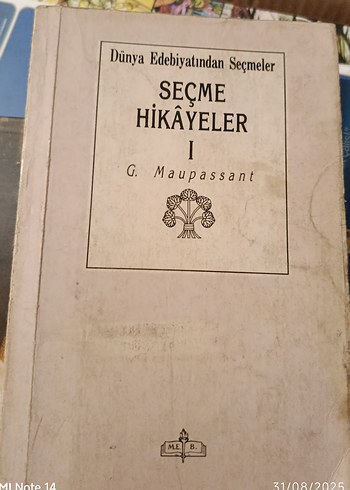 Dünya Edebiyatından Seçmeler
SEÇME
HİKÂYELER
I
G. Maupassant
M.E. B.
MI Note 14
31/08/2025